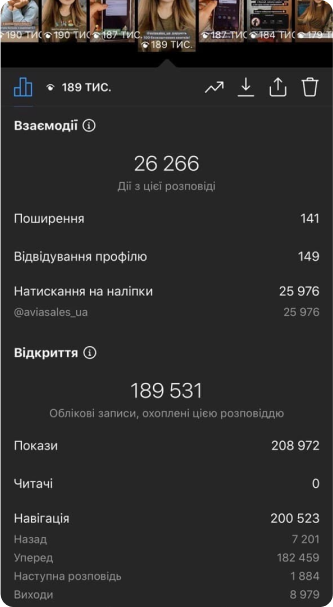 190 ТИС.
190 ТИС.
187 ТИС.
189 ТИС.
187 ТИС.
184 ТИС.
189 ТИС.
Взаємодії
26 266
Дії з цієї розповіді
Поширення 141
Відвідування профілю 149
Натискання на наліпки 25 976
@aviasales_ua 25 976
Відкриття
189 531
Облікові записи, охоплені цією розповіддю
Покази 208 972
Читачі 0
Навігація 200 523
Назад 7 201
Уперед 182 459
Наступна розповідь 1 884
Виходи 8 979